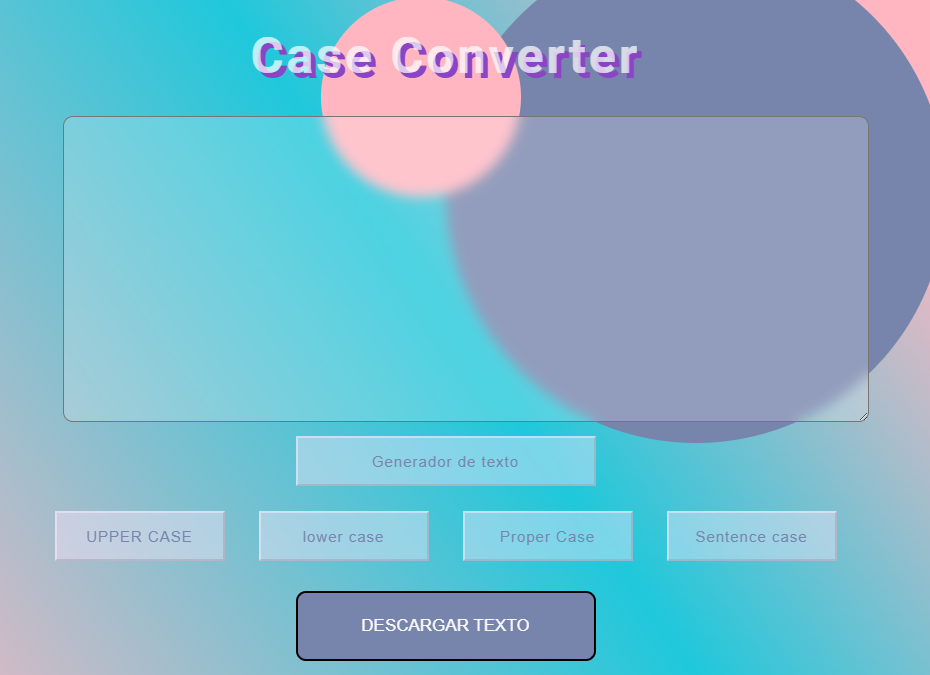 Case Converter
Generador de texto
UPPER CASE
lower case
Proper Case
Sentence case
DESCARGAR TEXTO